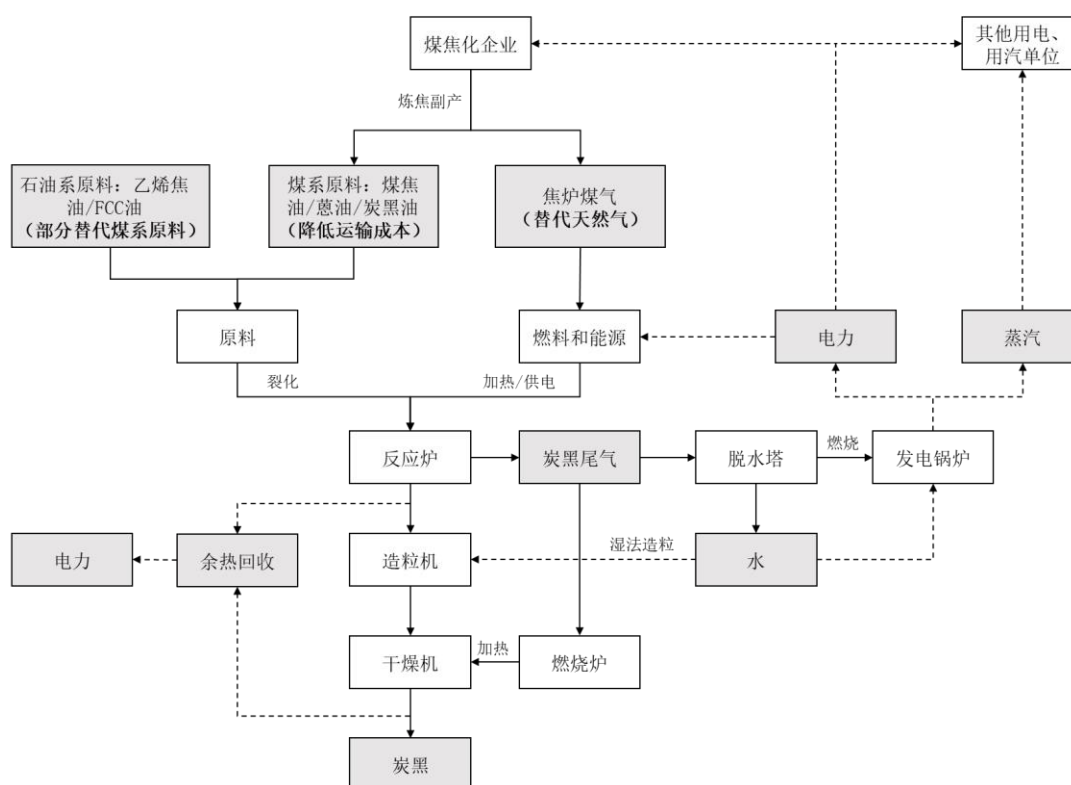 煤焦化企业
其他用电、
用汽单位
炼焦副产
石油系原料：乙烯焦
油/FCC油
（部分替代煤系原料）
煤系原料：煤焦
油/蒽油/炭黑油
（降低运输成本）
焦炉煤气
（替代天然气）
原料
燃料和能源
电力
蒸汽
裂化
加热/供电
反应炉
炭黑尾气
脱水塔
燃烧
发电锅炉
电力
余热回收
造粒机
湿法造粒
水
干燥机
加热
燃烧炉
炭黑